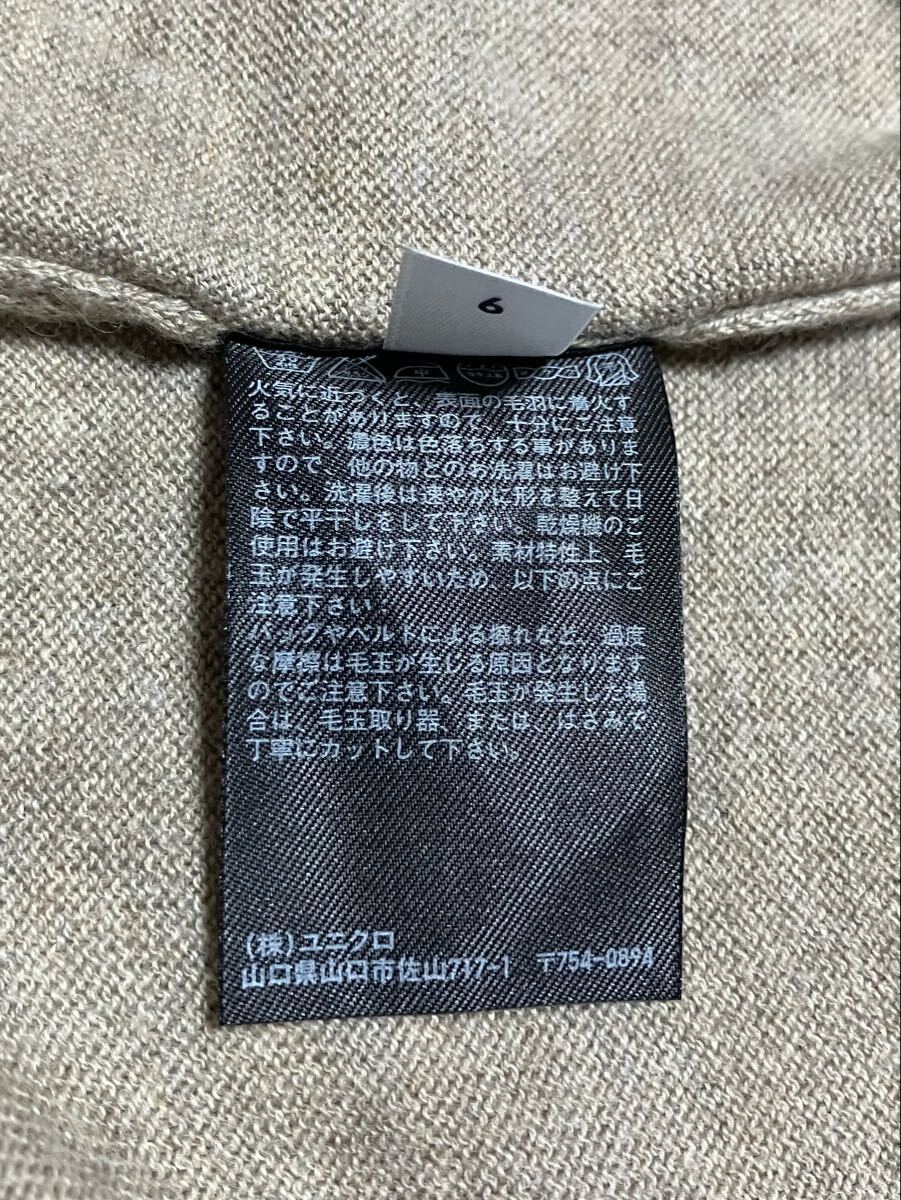 6
火気に近づくと、表面の毛羽に着火す
ることがありますので、十分にご注意
下さい。濃色は色落ちする事がありま
すので、他の物とのお洗濯はお避け下
さい。洗濯後は速やかに形を整えて日
陰で平干しをして下さい。乾燥機のご
使用はお避け下さい。素材特性上、毛
玉が発生しやすいため、以下の点にご
注意下さい。
バッグやベルトによる擦れなど、過度
な摩擦は毛玉が生じる原因となります
のでご注意下さい。毛玉が発生した場
合は、毛玉取り器、または、はさみで
丁寧にカットして下さい。
(株)ユニクロ
山口県山口市佐山717-1 〒754-0894